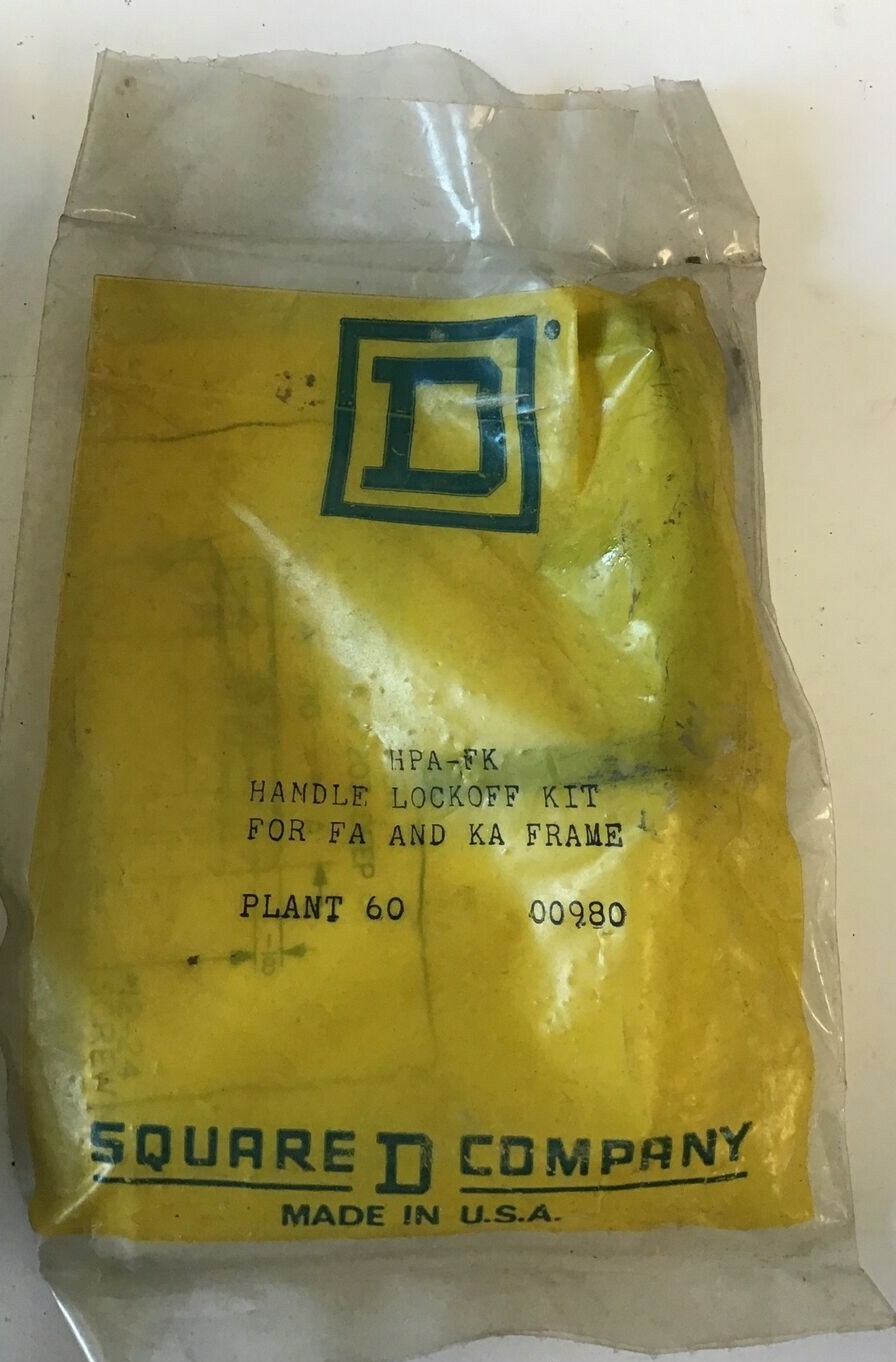 D
HPA-FK
HANDLE LOCKOFF KIT
FOR FA AND KA FRAME
PLANT 60 00980
SQUARE D COMPANY
MADE IN U.S.A.